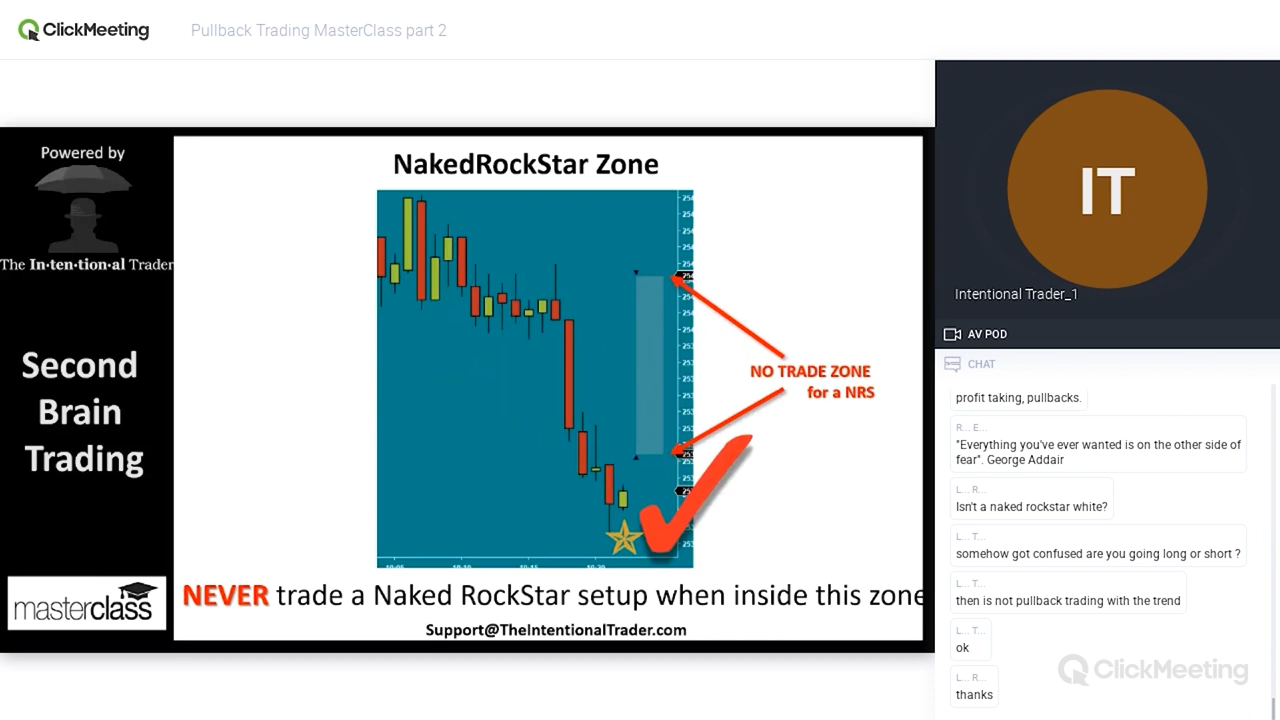 ClickMeeting
Pullback Trading MasterClass part 2
Powered by
The In·ten·tion·al Trader
Second
Brain
Trading
masterclass
NakedRockStar Zone
NO TRADE ZONE
for a NRS
NEVER trade a Naked RockStar setup when inside this zone
Support@TheIntentionalTrader.com
IT
Intentional Trader_1
AV POD
CHAT
profit taking, pullbacks.
R... E...
"Everything you've ever wanted is on the other side of
fear". George Addair
L... R...
Isn't a naked rockstar white?
L... T...
somehow got confused are you going long or short ?
L... T...
then is not pullback trading with the trend
L... T...
ok
L... R...
thanks
ClickMeeting